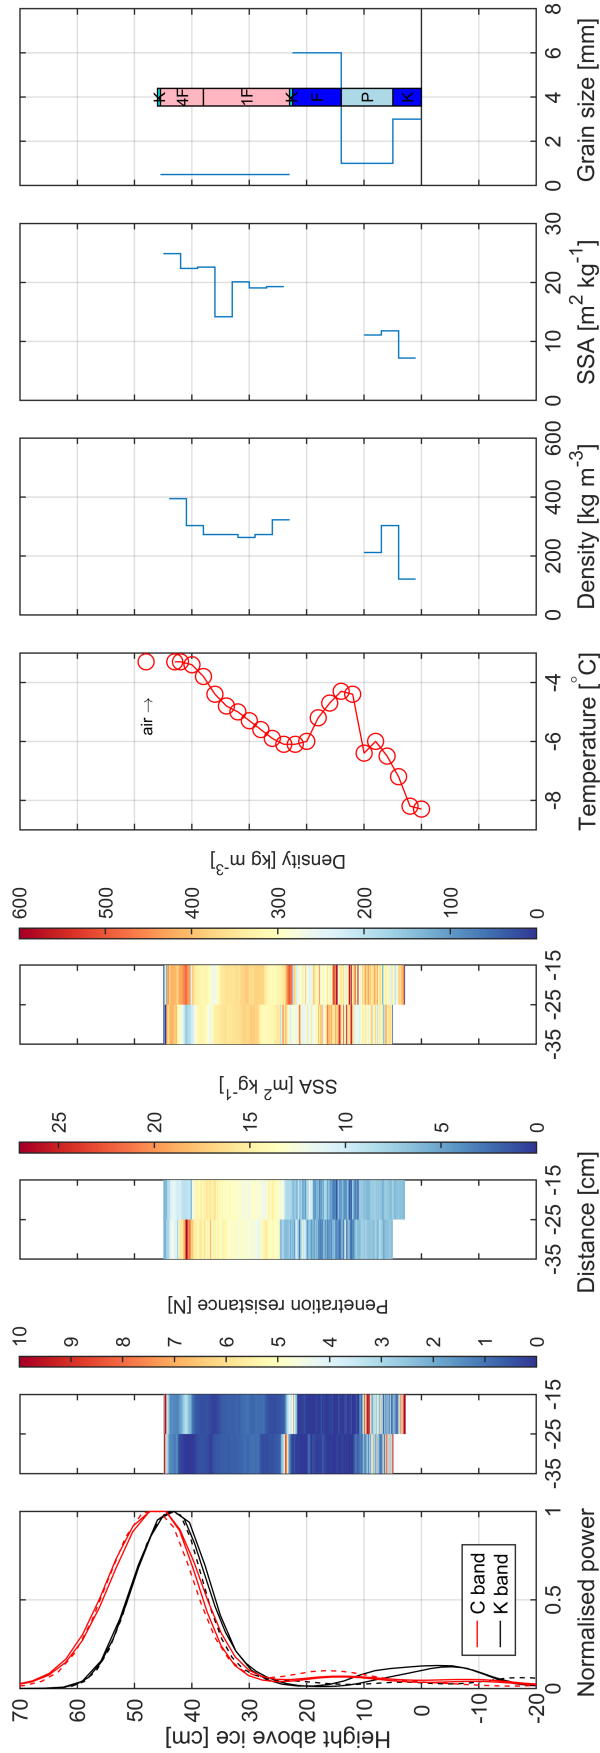 Height above ice [cm]
70
60
50
40
30
20
10
0
-10
-20
C band
K band
0 0.5 1
Normalised power
-35 -25 -15
10
9
8
7
6
5
4
3
2
1
0
Penetration resistance [N]
-35 -25 -15
Distance [cm]
25
20
15
10
5
0
SSA [m2 kg-1]
-35 -25 -15
600
500
400
300
200
100
0
Density [kg m-3]
air →
-8 -6 -4
Temperature [°C]
0 200 400 600
Density [kg m-3]
0 10 20 30
SSA [m2 kg-1]
K
4F
1F
K
F
P
K
0 2 4 6 8
Grain size [mm]